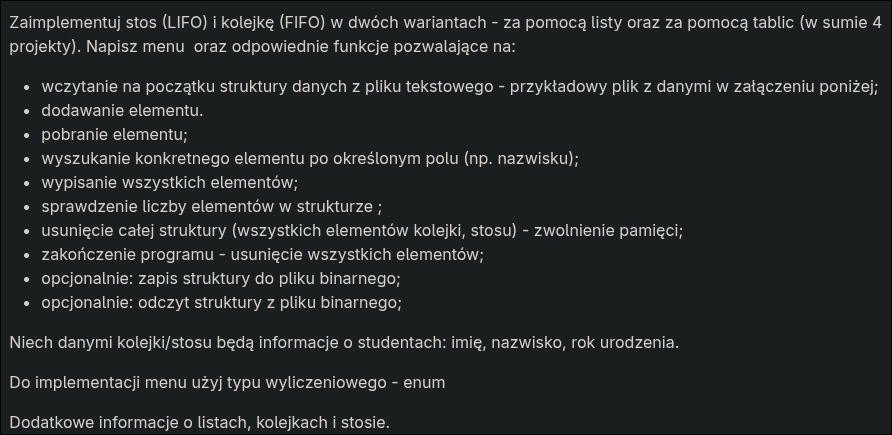 Zaimplementuj stos (LIFO) i kolejkę (FIFO) w dwóch wariantach - za pomocą listy oraz za pomocą tablic (w sumie 4
projekty). Napisz menu  oraz odpowiednie funkcje pozwalające na:
• wczytanie na początku struktury danych z pliku tekstowego - przykładowy plik z danymi w załączeniu poniżej;
• dodawanie elementu.
• pobranie elementu;
• wyszukanie konkretnego elementu po określonym polu (np. nazwisku);
• wypisanie wszystkich elementów;
• sprawdzenie liczby elementów w strukturze ;
• usunięcie całej struktury (wszystkich elementów kolejki, stosu) - zwolnienie pamięci;
• zakończenie programu - usunięcie wszystkich elementów;
• opcjonalnie: zapis struktury do pliku binarnego;
• opcjonalnie: odczyt struktury z pliku binarnego;
Niech danymi kolejki/stosu będą informacje o studentach: imię, nazwisko, rok urodzenia.
Do implementacji menu użyj typu wyliczeniowego - enum
Dodatkowe informacje o listach, kolejkach i stosie.